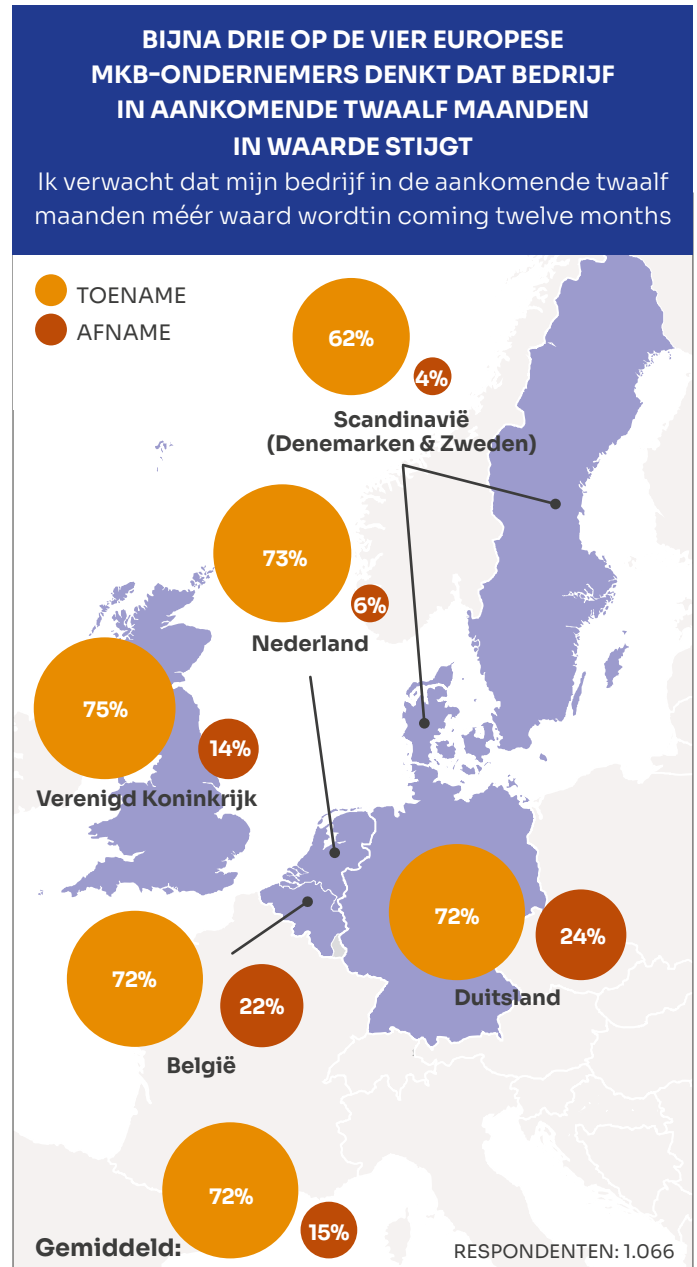 BIJNA DRIE OP DE VIER EUROPESE
MKB-ONDERNEMERS DENKT DAT BEDRIJF
IN AANKOMENDE TWAALF MAANDEN
IN WAARDE STIJGT
Ik verwacht dat mijn bedrijf in de aankomende twaalf
maanden méér waard wordtin coming twelve months
TOENAME
AFNAME
62%
4%
Scandinavië
(Denemarken & Zweden)
73%
6%
Nederland
75%
14%
Verenigd Koninkrijk
72%
24%
Duitsland
72%
22%
België
72%
15%
Gemiddeld:
RESPONDENTEN: 1.066